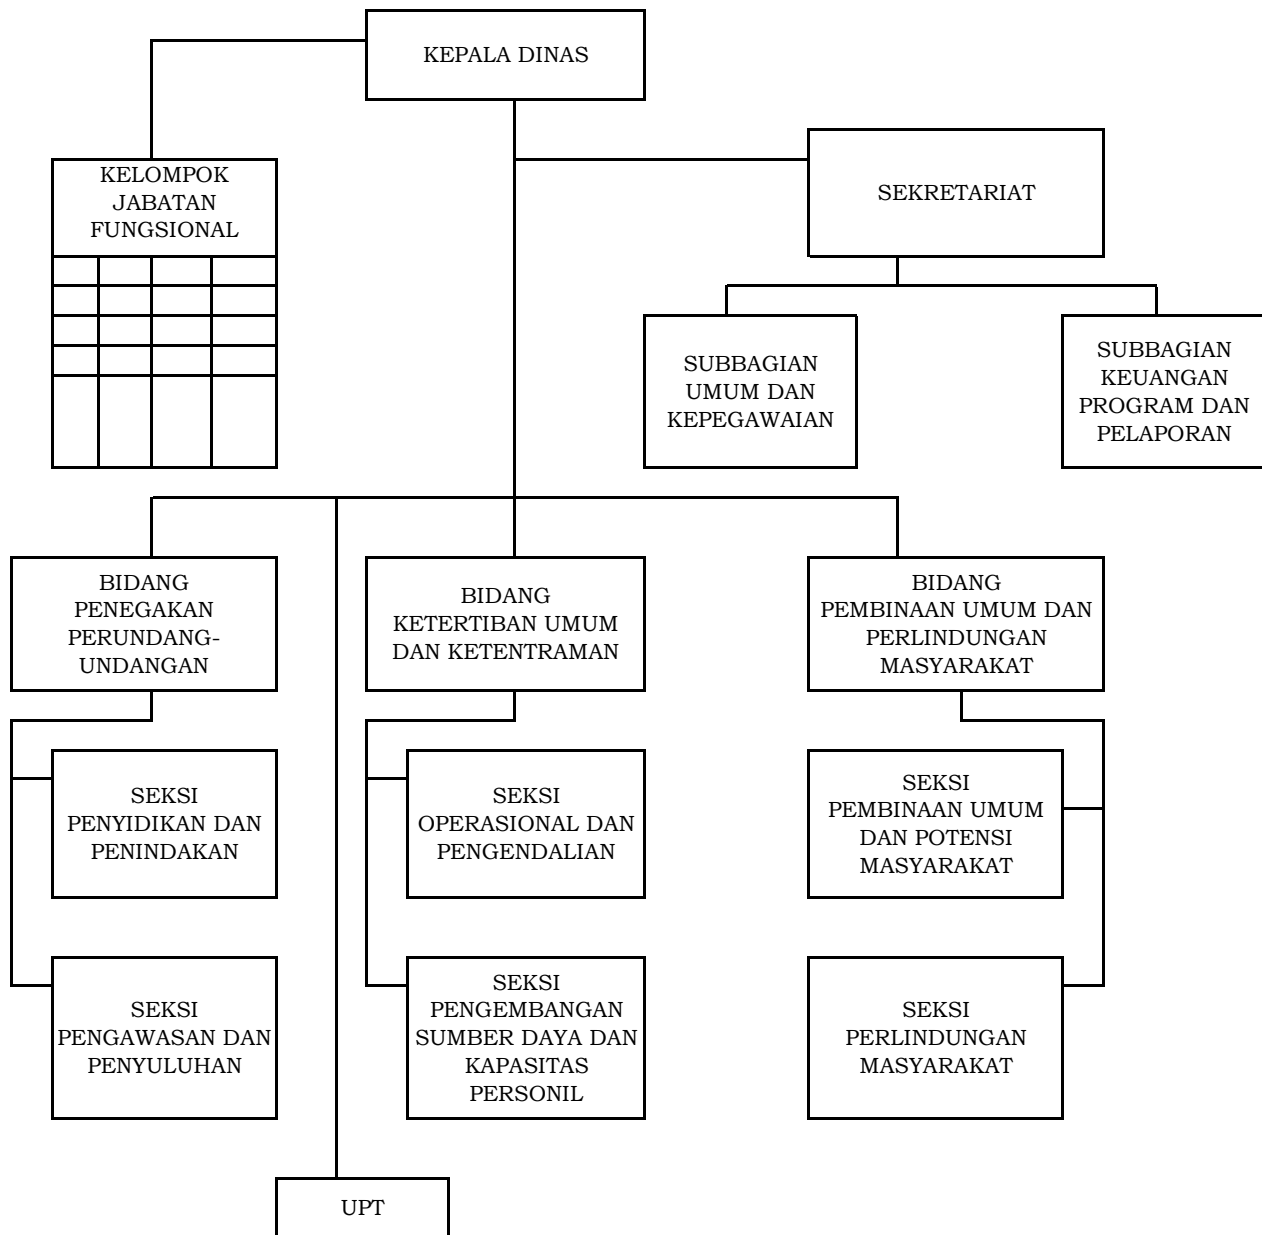 KEPALA DINAS
KELOMPOK
JABATAN
FUNGSIONAL
SEKRETARIAT
SUBBAGIAN
UMUM DAN
KEPEGAWAIAN
SUBBAGIAN
KEUANGAN
PROGRAM DAN
PELAPORAN
BIDANG
PENEGAKAN
PERUNDANG-
UNDANGAN
BIDANG
KETERTIBAN UMUM
DAN KETENTRAMAN
BIDANG
PEMBINAAN UMUM DAN
PERLINDUNGAN
MASYARAKAT
SEKSI
PENYIDIKAN DAN
PENINDAKAN
SEKSI
OPERASIONAL DAN
PENGENDALIAN
SEKSI
PEMBINAAN UMUM
DAN POTENSI
MASYARAKAT
SEKSI
PENGAWASAN DAN
PENYULUHAN
SEKSI
PENGEMBANGAN
SUMBER DAYA DAN
KAPASITAS
PERSONIL
SEKSI
PERLINDUNGAN
MASYARAKAT
UPT